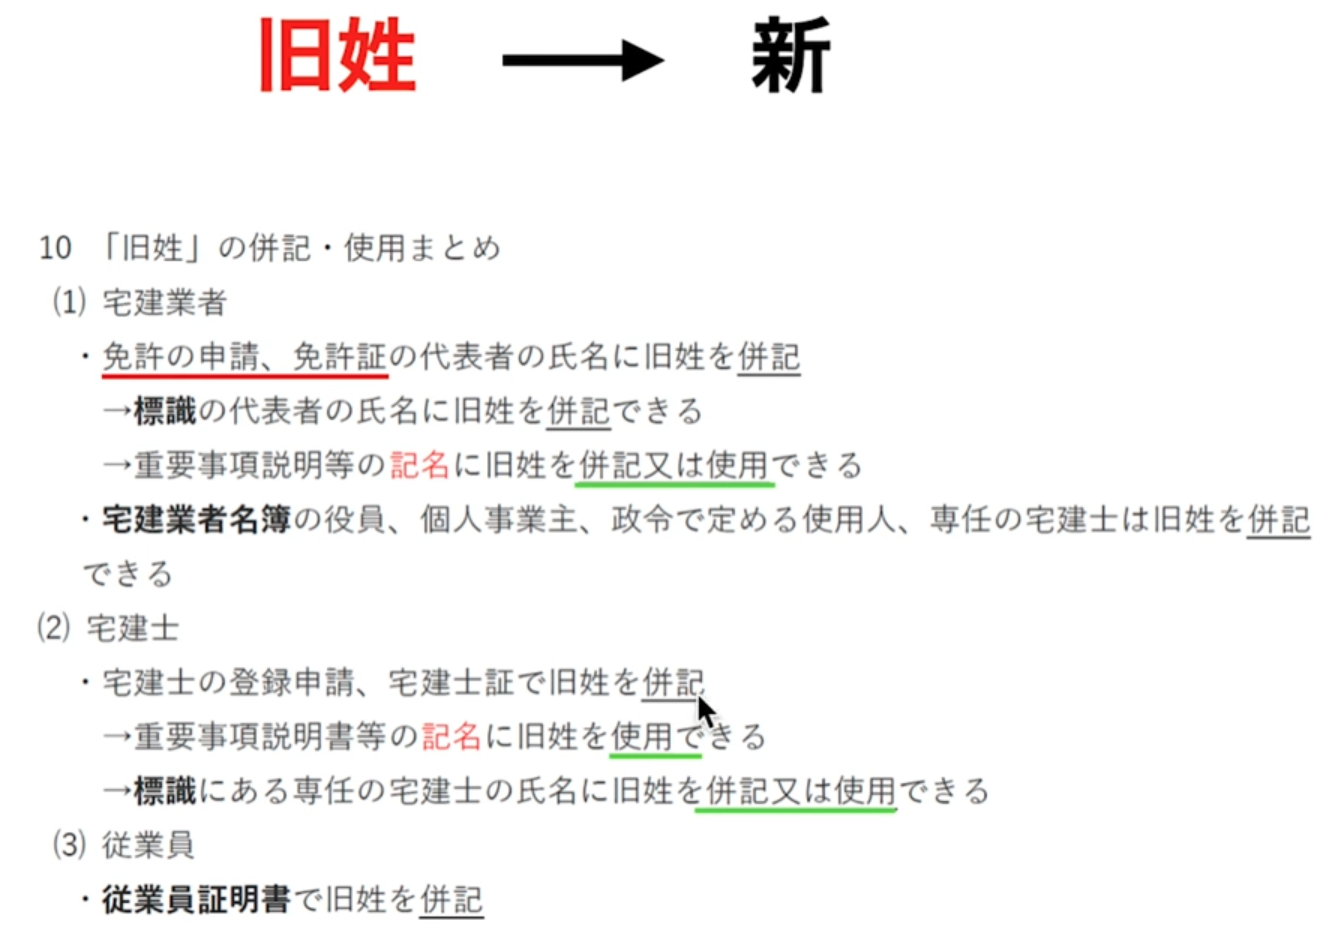 旧姓 → 新
10 「旧姓」の併記・使用まとめ
(1) 宅建業者
・免許の申請、免許証の代表者の氏名に旧姓を併記
→標識の代表者の氏名に旧姓を併記できる
→重要事項説明等の記名に旧姓を併記又は使用できる
・宅建業者名簿の役員、個人事業主、政令で定める使用人、専任の宅建士は旧姓を併記
できる
(2) 宅建士
・宅建士の登録申請、宅建士証で旧姓を併記
→重要事項説明書等の記名に旧姓を使用できる
→標識にある専任の宅建士の氏名に旧姓を併記又は使用できる
(3) 従業員
・従業員証明書で旧姓を併記